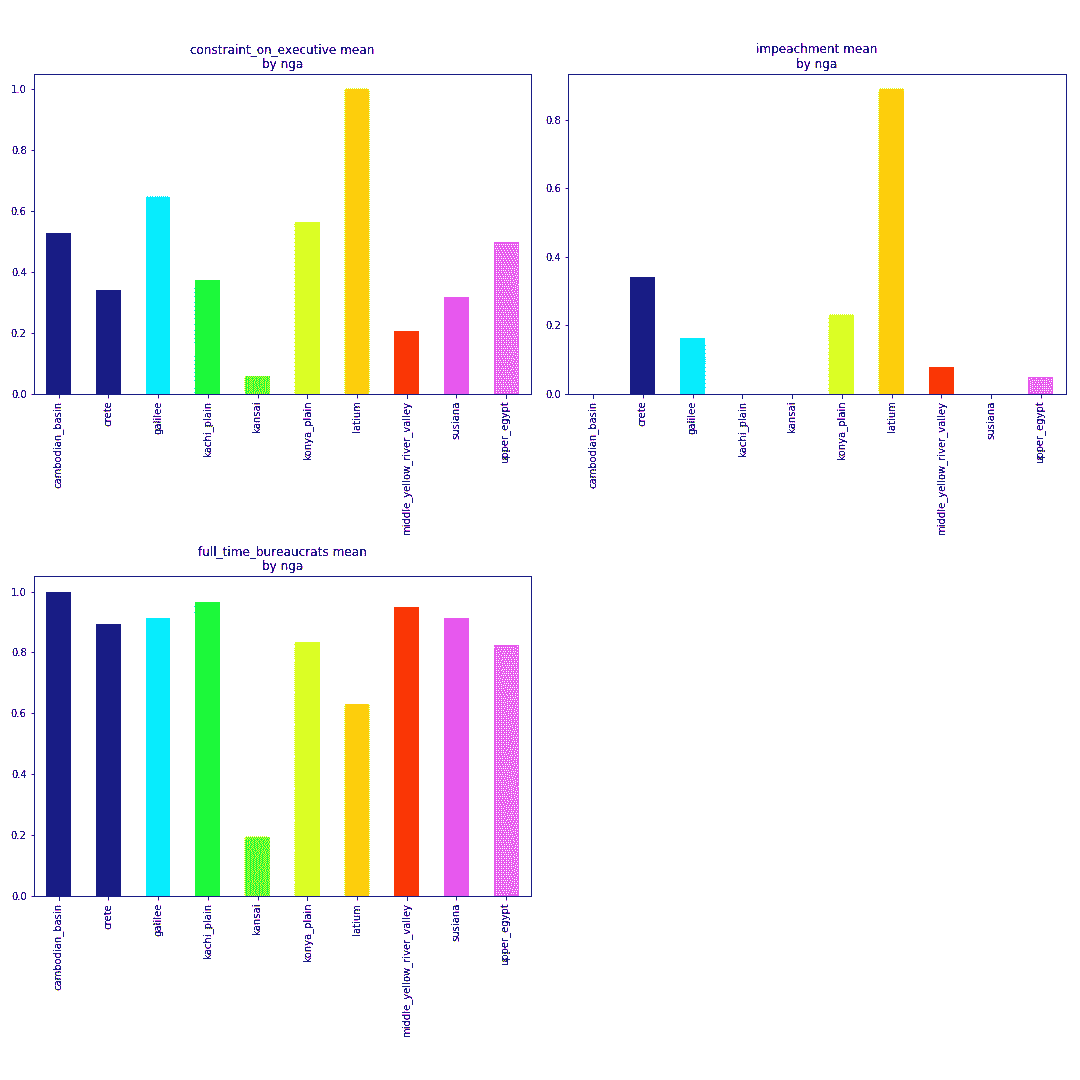 constraint_on_executive mean
by nga
1.0
0.8
0.6
0.4
0.2
0.0
cambodian_basin
crete
galilee
kachi_plain
kansai
konya_plain
latium
middle_yellow_river_valley
susiana
upper_egypt
impeachment mean
by nga
0.8
0.6
0.4
0.2
0.0
cambodian_basin
crete
galilee
kachi_plain
kansai
konya_plain
latium
middle_yellow_river_valley
susiana
upper_egypt
full_time_bureaucrats mean
by nga
1.0
0.8
0.6
0.4
0.2
0.0
cambodian_basin
crete
galilee
kachi_plain
kansai
konya_plain
latium
middle_yellow_river_valley
susiana
upper_egypt